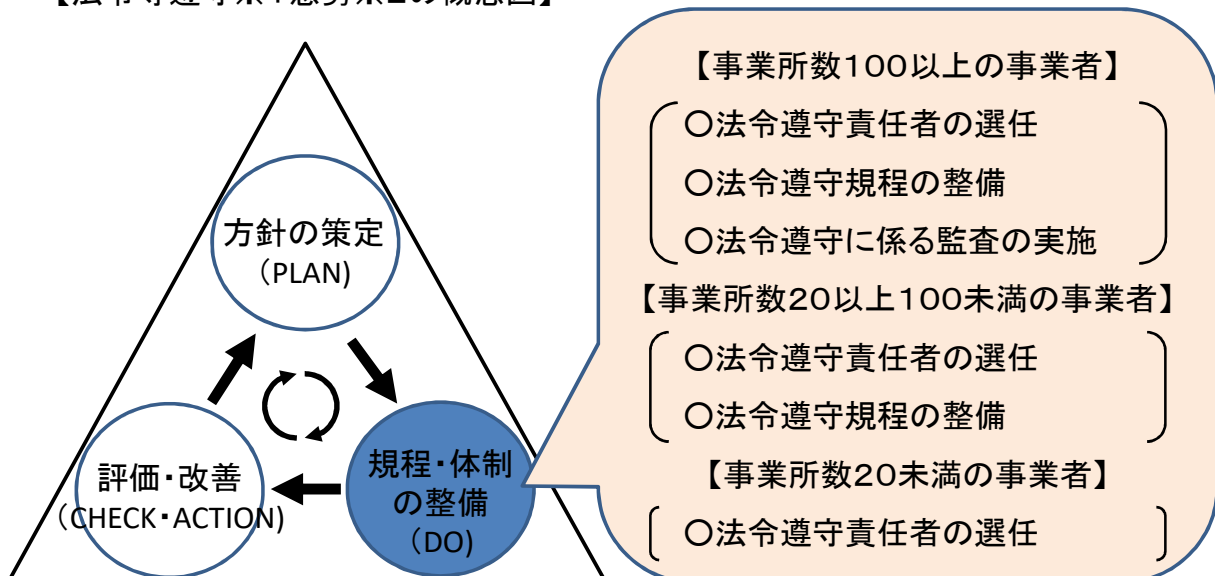 方針の策定
(PLAN)
規程・体制
の整備
(DO)
評価・改善
(CHECK・ACTION)
【事業所数100以上の事業者】
○法令遵守責任者の選任
○法令遵守規程の整備
○法令遵守に係る監査の実施
【事業所数20以上100未満の事業者】
○法令遵守責任者の選任
○法令遵守規程の整備
【事業所数20未満の事業者】
○法令遵守責任者の選任